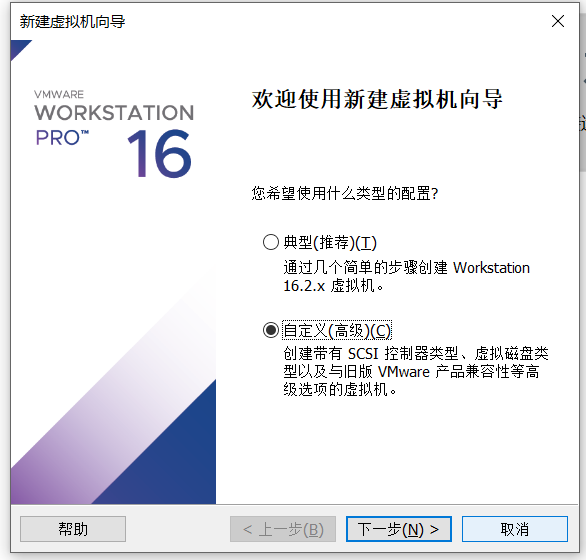 新建虚拟机向导
VMWARE
WORKSTATION
PRO™
16
欢迎使用新建虚拟机向导
您希望使用什么类型的配置?
典型(推荐)(T)
通过几个简单的步骤创建 Workstation
16.2.x 虚拟机。
自定义(高级)(C)
创建带有 SCSI 控制器类型、虚拟磁盘类
型以及与旧版 VMware 产品兼容性等高
级选项的虚拟机。
帮助
< 上一步(B)
下一步(N) >
取消